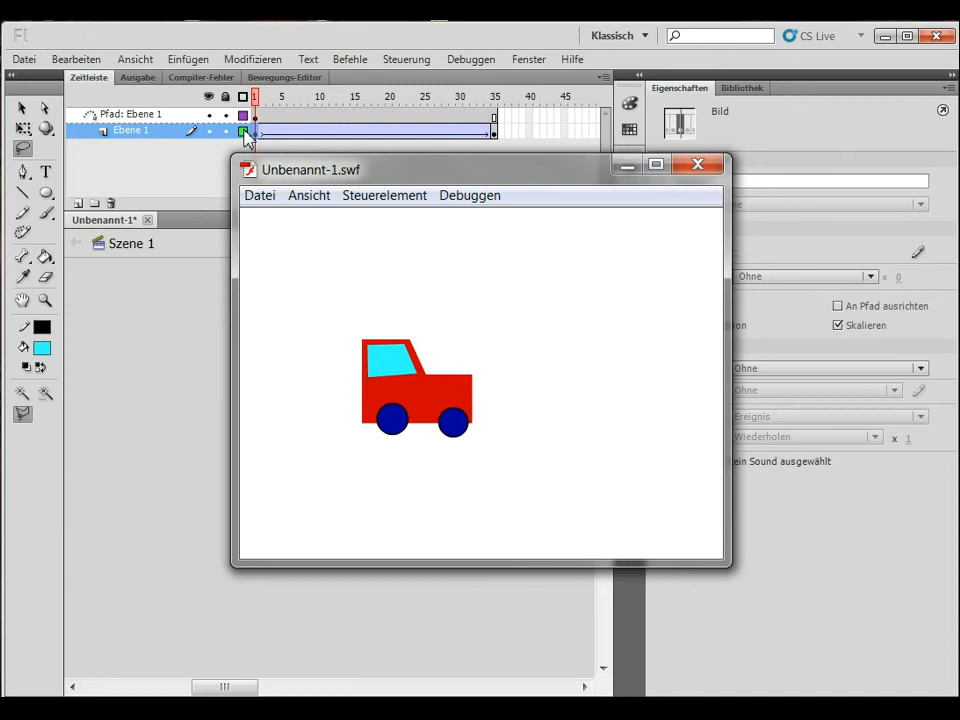 Fl
Klassisch
CS Live
Datei Bearbeiten Ansicht Einfügen Modifizieren Text Befehle Steuerung Debuggen Fenster Hilfe
Zeitleiste Ausgabe Compiler-Fehler Bewegungs-Editor
Eigenschaften Bibliothek
1 5 10 15 20 25 30 35 40 45
Pfad: Ebene 1
Bild
Ebene 1
Unbenannt-1.swf
Datei Ansicht Steuerelement Debuggen
Unbenannt-1*
Szene 1
Ohne
x 0
An Pfad ausrichten
Skalieren
Ohne
Ohne
Ereignis
Wiederholen
x 1
ein Sound ausgewählt
T